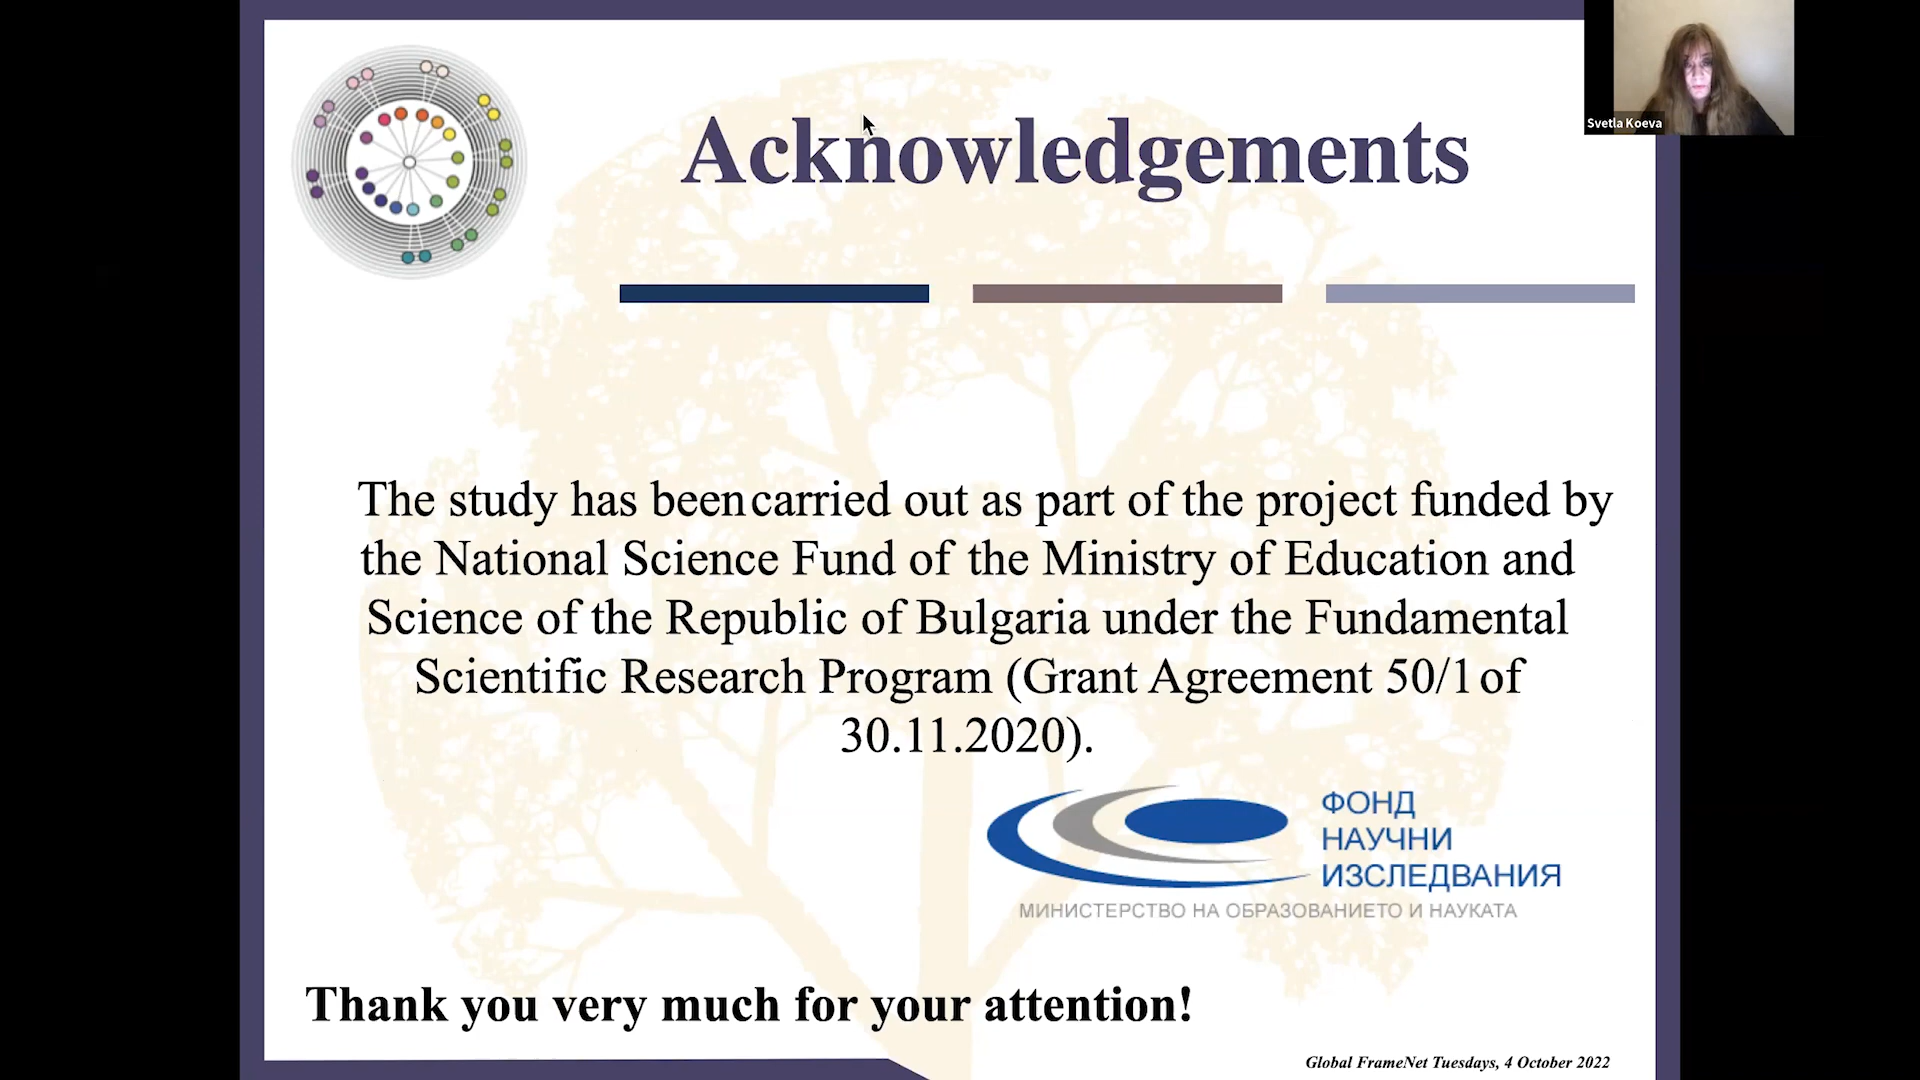 Svetla Koeva
Acknowledgements
The study has been carried out as part of the project funded by
the National Science Fund of the Ministry of Education and
Science of the Republic of Bulgaria under the Fundamental
Scientific Research Program (Grant Agreement 50/1 of
30.11.2020).
ФОНД
НАУЧНИ
ИЗСЛЕДВАНИЯ
МИНИСТЕРСТВО НА ОБРАЗОВАНИЕТО И НАУКАТА
Thank you very much for your attention!
Global FrameNet Tuesdays, 4 October 2022